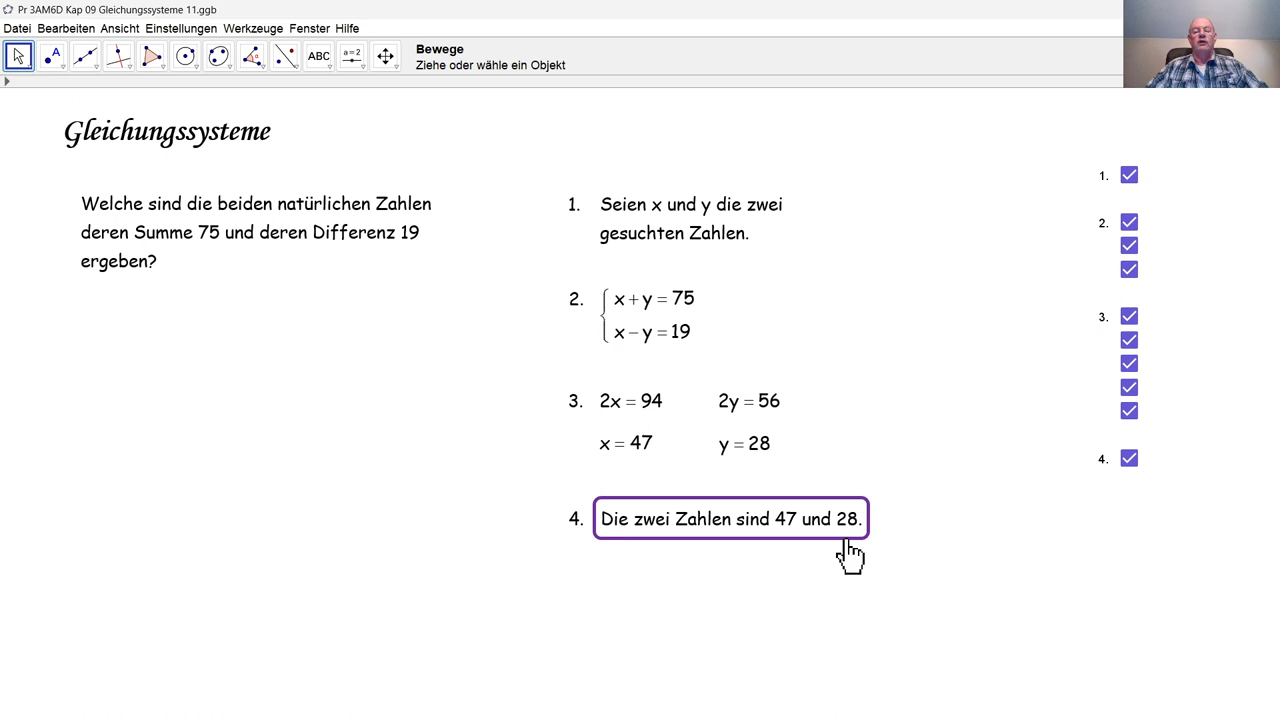 Pr 3AM6D Kap 09 Gleichungssysteme 11.ggb
Datei Bearbeiten Ansicht Einstellungen Werkzeuge Fenster Hilfe
A
ABC
a=2
Bewege
Ziehe oder wähle ein Objekt
Gleichungssysteme
Welche sind die beiden natürlichen Zahlen
deren Summe 75 und deren Differenz 19
ergeben?
1. Seien x und y die zwei
gesuchten Zahlen.
2. x + y = 75
x − y = 19
3. 2x = 94 2y = 56
x = 47 y = 28
4. Die zwei Zahlen sind 47 und 28.
1.
2.
3.
4.